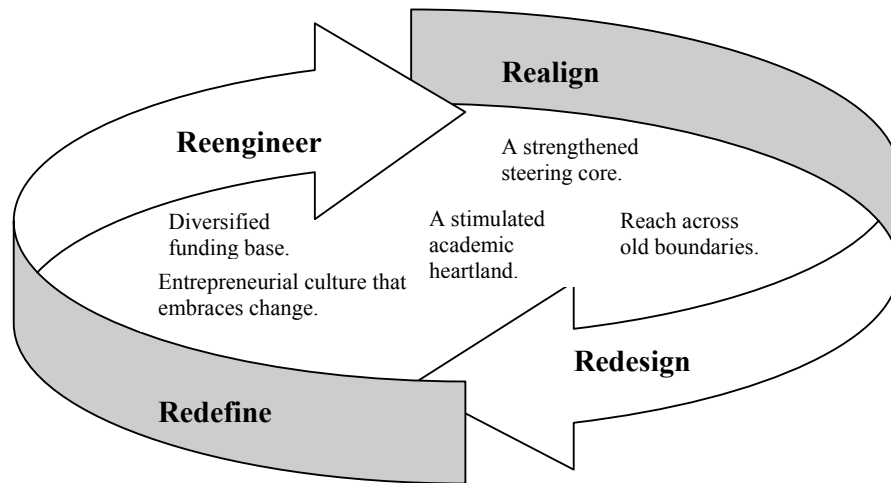 Realign
Reengineer
A strengthened
steering core.
Diversified
funding base.
A stimulated
academic
heartland.
Reach across
old boundaries.
Entrepreneurial culture that
embraces change.
Redesign
Redefine